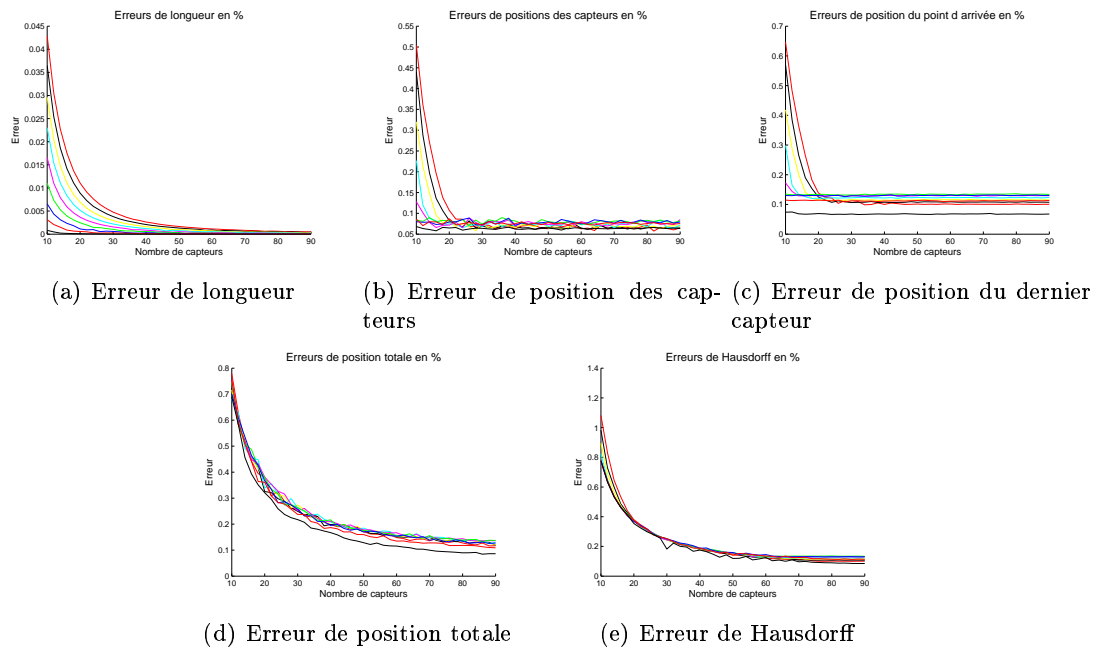 Erreurs de longueur en %
0.045
0.04
0.035
0.03
0.025
0.02
0.015
0.01
0.005
0
Erreur
10 20 30 40 50 60 70 80 90
Nombre de capteurs
(a) Erreur de longueur
Erreurs de positions des capteurs en %
0.55
0.5
0.45
0.4
0.35
0.3
0.25
0.2
0.15
0.1
0.05
Erreur
10 20 30 40 50 60 70 80 90
Nombre de capteurs
(b) Erreur de position des cap-
teurs
Erreurs de position du point d arrivée en %
0.7
0.6
0.5
0.4
0.3
0.2
0.1
0
Erreur
10 20 30 40 50 60 70 80 90
Nombre de capteurs
(c) Erreur de position du dernier
capteur
Erreurs de position totale en %
0.8
0.7
0.6
0.5
0.4
0.3
0.2
0.1
0
Erreur
10 20 30 40 50 60 70 80 90
Nombre de capteurs
(d) Erreur de position totale
Erreurs de Hausdorff en %
1.4
1.2
1
0.8
0.6
0.4
0.2
0
Erreur
10 20 30 40 50 60 70 80 90
Nombre de capteurs
(e) Erreur de Hausdorff